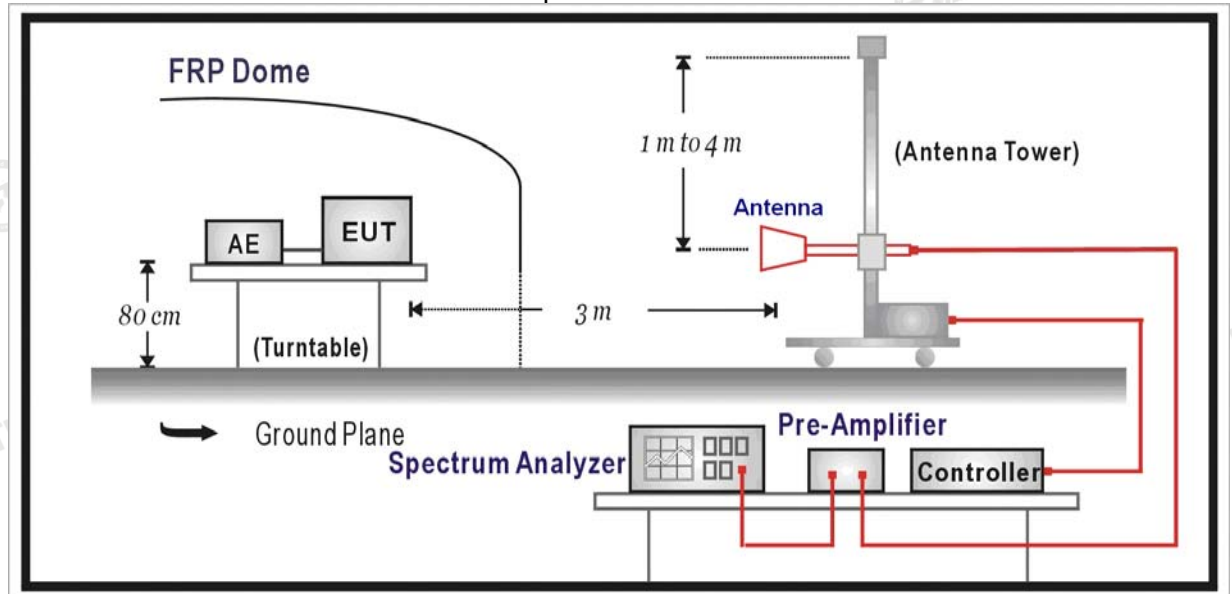 FRP Dome
1 m to 4 m
(Antenna Tower)
Antenna
AE
EUT
80 cm
3 m
(Turntable)
Ground Plane
Pre-Amplifier
Spectrum Analyzer
Controller